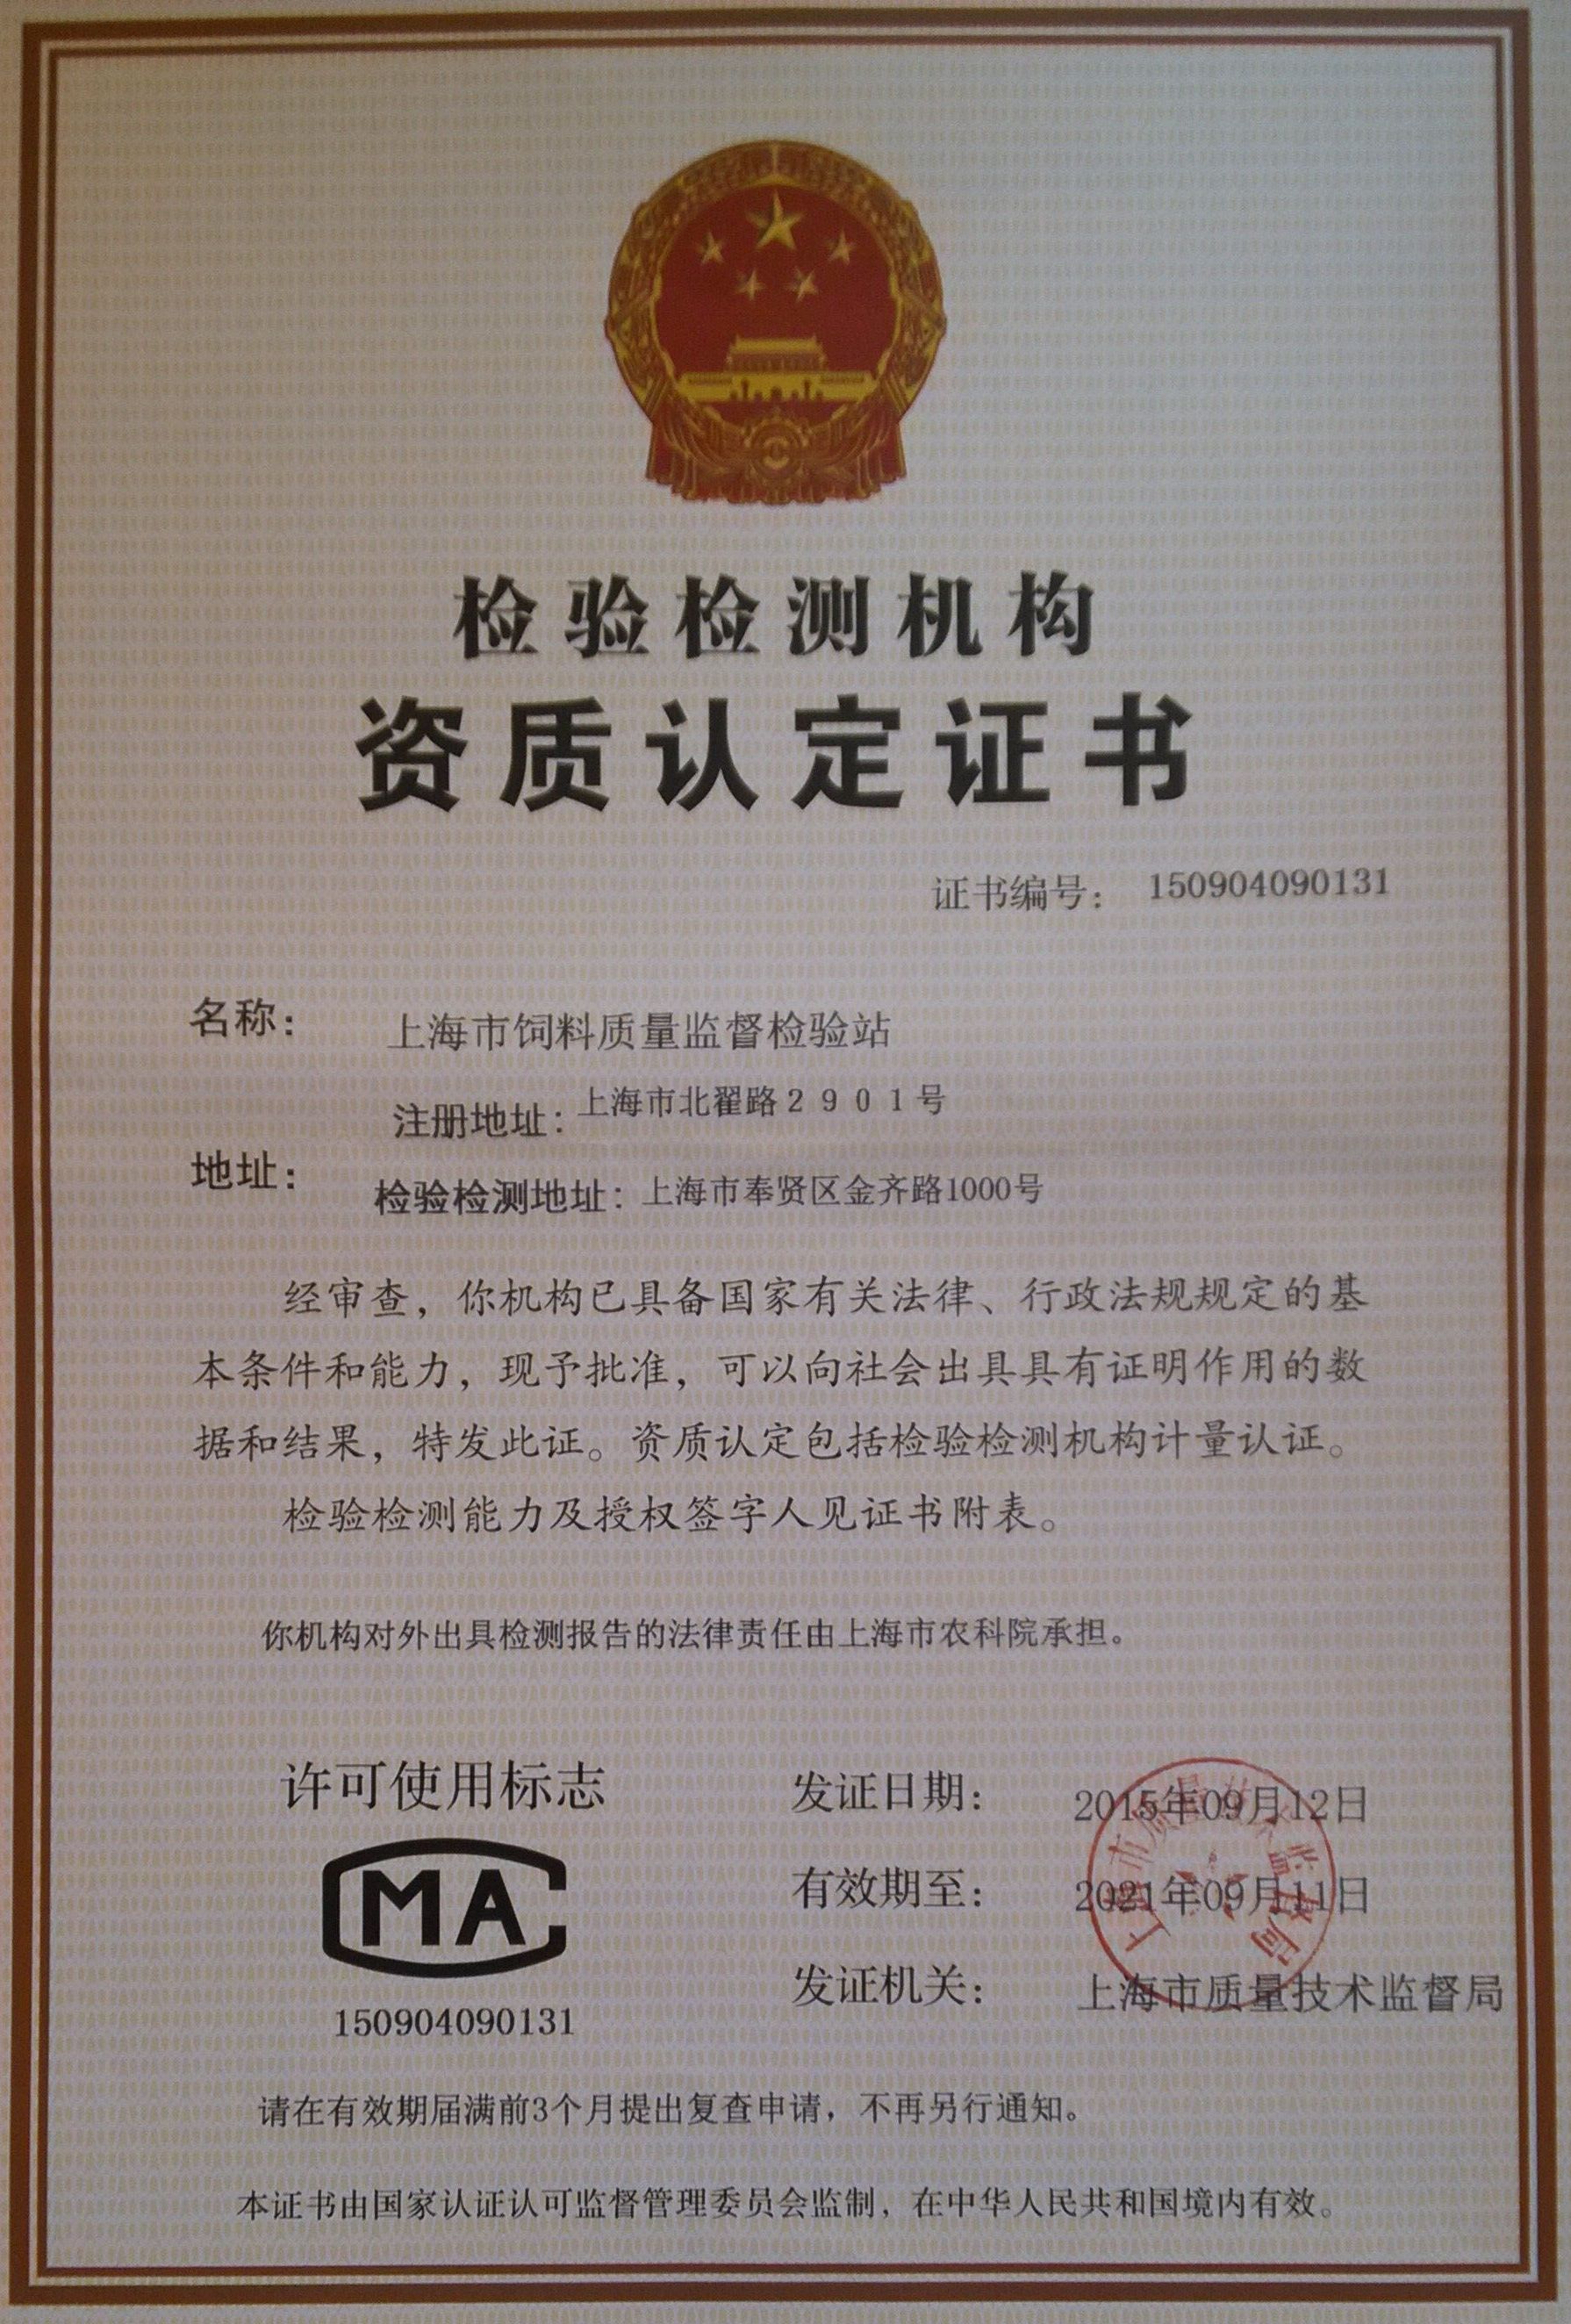 检验检测机构
资质认定证书
证书编号： 150904090131
名称： 上海市饲料质量监督检验站
注册地址：上海市北翟路２９０１号
地址：
检验检测地址：上海市奉贤区金齐路1000号
经审查，你机构已具备国家有关法律、行政法规规定的基
本条件和能力，现予批准，可以向社会出具具有证明作用的数
据和结果，特发此证。资质认定包括检验检测机构计量认证。
检验检测能力及授权签字人见证书附表。
你机构对外出具检测报告的法律责任由上海市农科院承担。
许可使用标志
MA
150904090131
发证日期： 2015年09月12日
有效期至： 2021年09月11日
发证机关： 上海市质量技术监督局
请在有效期届满前3个月提出复查申请，不再另行通知。
本证书由国家认证认可监督管理委员会监制，在中华人民共和国境内有效。